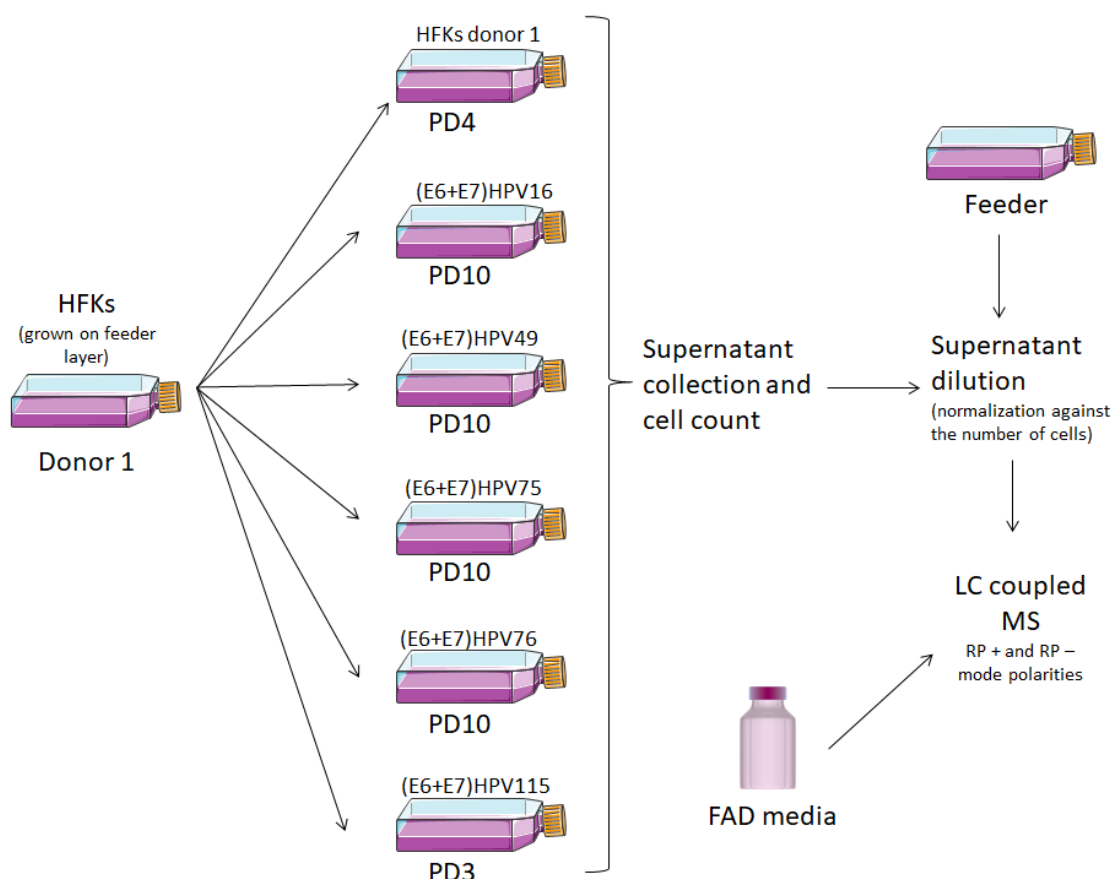 HFKs
(grown on feeder
layer)
Donor 1
HFKs donor 1
PD4
(E6+E7)HPV16
PD10
(E6+E7)HPV49
PD10
(E6+E7)HPV75
PD10
(E6+E7)HPV76
PD10
(E6+E7)HPV115
PD3
Supernatant
collection and
cell count
Feeder
Supernatant
dilution
(normalization against
the number of cells)
LC coupled
MS
RP + and RP –
mode polarities
FAD media